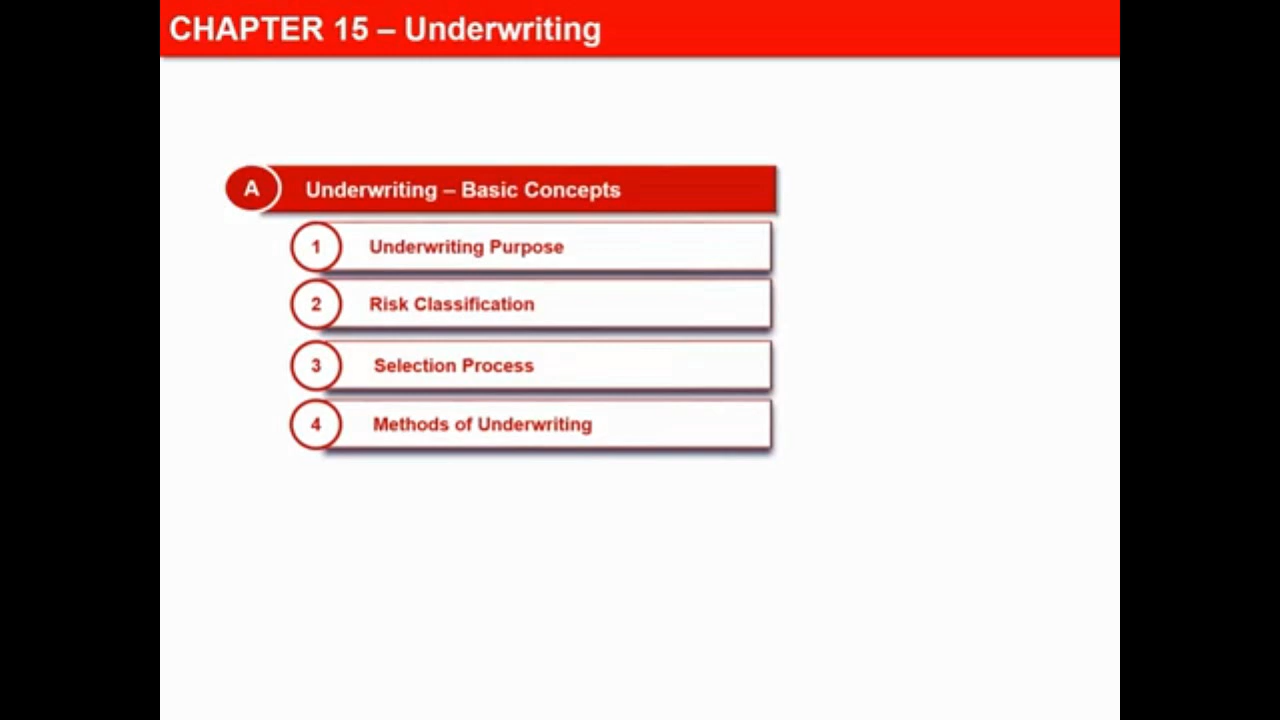 CHAPTER 15 – Underwriting
A Underwriting – Basic Concepts
1 Underwriting Purpose
2 Risk Classification
3 Selection Process
4 Methods of Underwriting